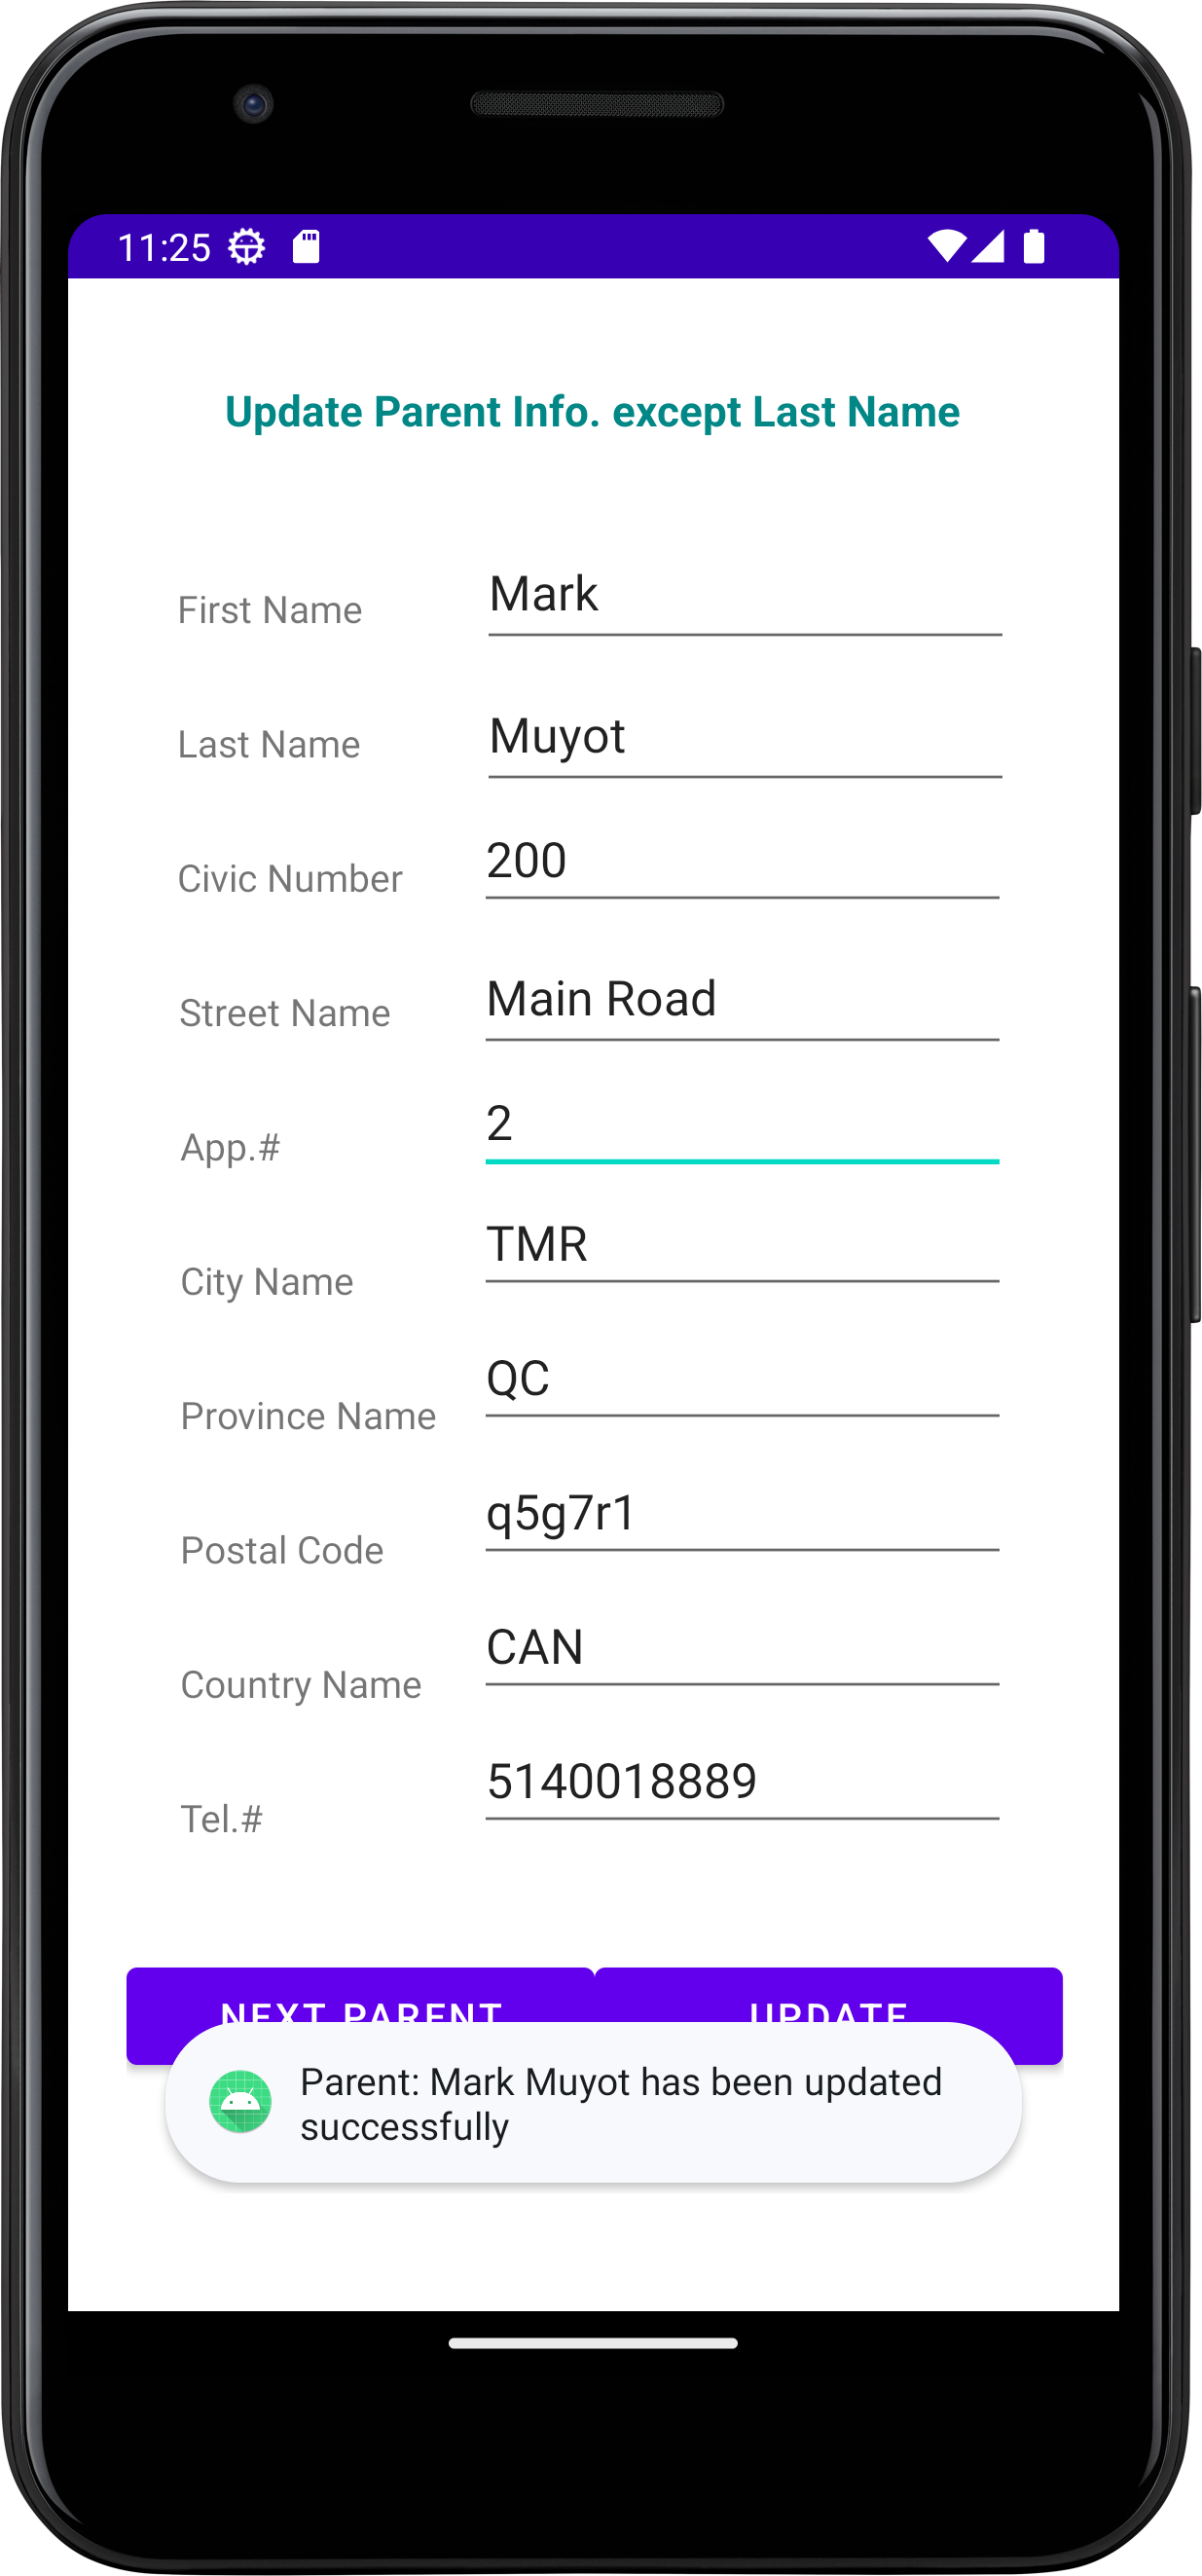 11:25
Update Parent Info. except Last Name
First Name Mark
Last Name Muyot
Civic Number 200
Street Name Main Road
App.# 2
City Name TMR
Province Name QC
Postal Code q5g7r1
Country Name CAN
Tel.# 5140018889
NEXT PARENT UPDATE
Parent: Mark Muyot has been updated
successfully